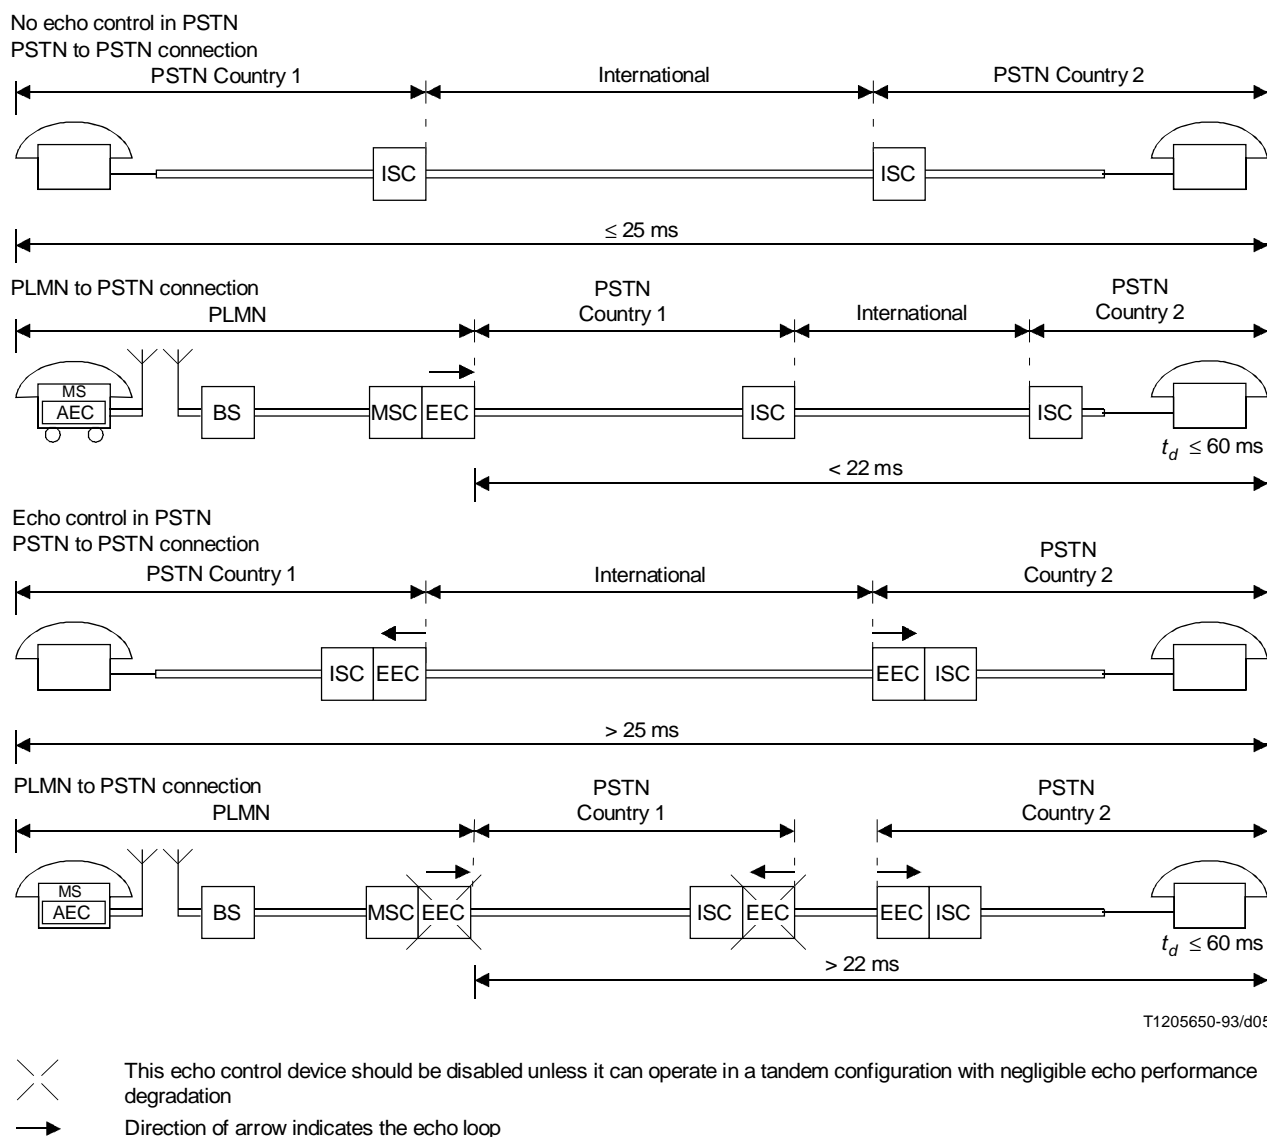 No echo control in PSTN
PSTN to PSTN connection
PSTN Country 1
International
PSTN Country 2
ISC
ISC
≤ 25 ms
PLMN to PSTN connection
PLMN
PSTN
Country 1
International
PSTN
Country 2
MS
AEC
BS
MSC
EEC
ISC
ISC
td ≤ 60 ms
< 22 ms
Echo control in PSTN
PSTN to PSTN connection
PSTN Country 1
International
PSTN
Country 2
ISC
EEC
EEC
ISC
> 25 ms
PLMN to PSTN connection
PLMN
PSTN
Country 1
PSTN
Country 2
MS
AEC
BS
MSC
EEC
ISC
EEC
EEC
ISC
td ≤ 60 ms
> 22 ms
T1205650-93/d05
This echo control device should be disabled unless it can operate in a tandem configuration with negligible echo performance
degradation
Direction of arrow indicates the echo loop